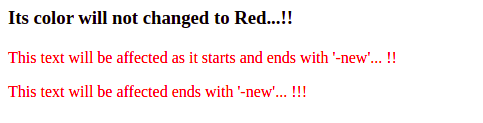 Its color will not changed to Red...!!
This text will be affected as it starts and ends with '-new'... !!
This text will be affected ends with '-new'... !!!